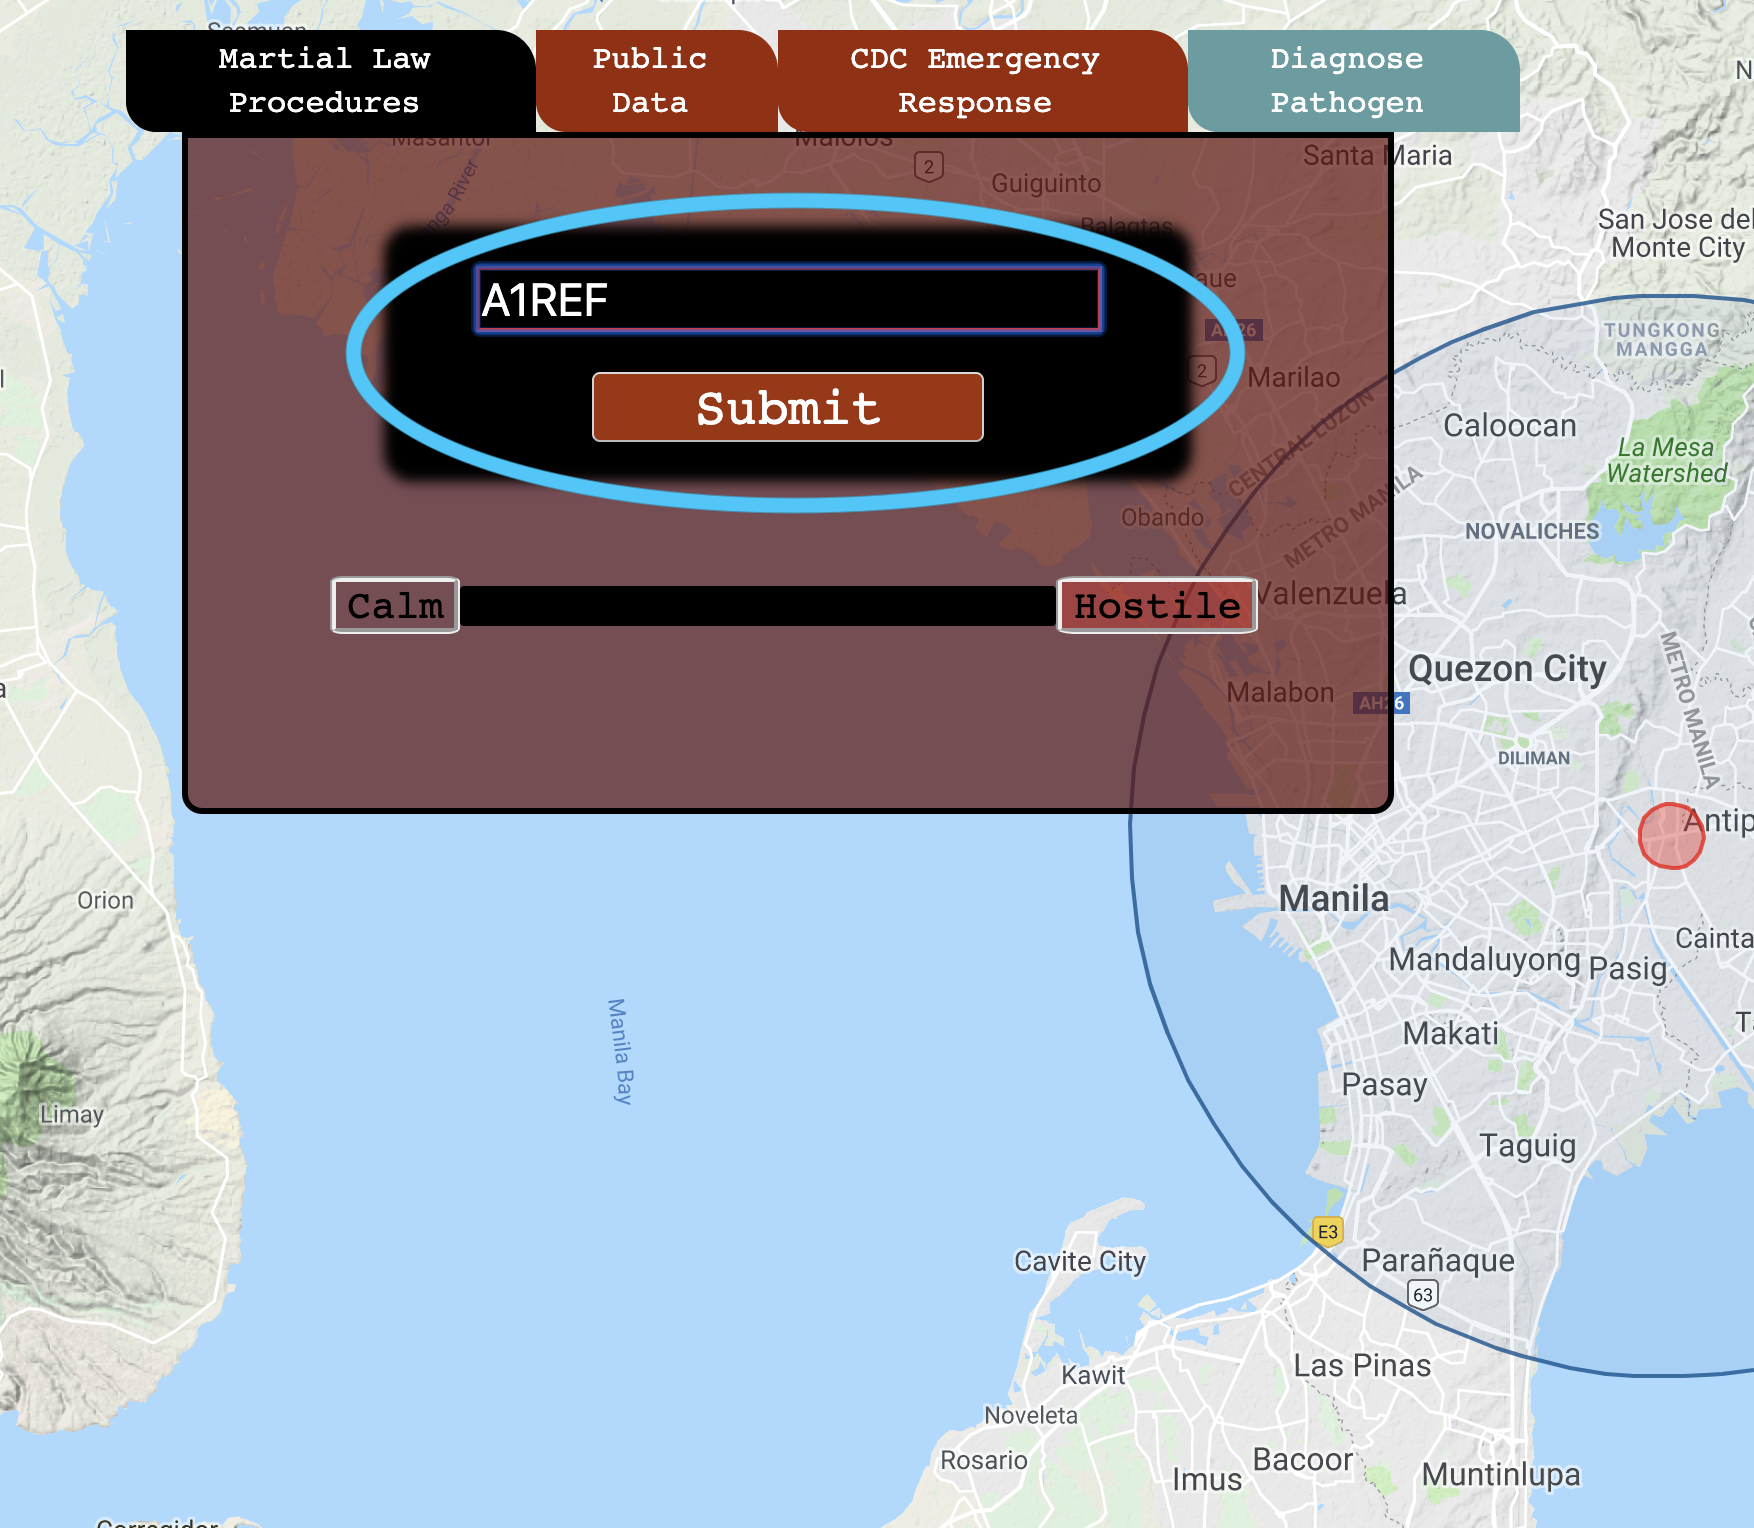 Martial Law
Procedures
Public
Data
CDC Emergency
Response
Diagnose
Pathogen
Masantol
Malolos
2
Guiguinto
Santa Maria
Balagtas
San Jose del
Monte City
A1REF
AH26
TUNGKONG
MANGGA
2
Marilao
Submit
CENTRAL LUZON
Caloocan
La Mesa
Watershed
METRO MANILA
Obando
NOVALICHES
Calm
Hostile
Valenzuela
Quezon City
METRO MANILA
Malabon
AH26
DILIMAN
Orion
Manila
Cainta
Mandaluyong
Pasig
Manila Bay
Makati
Limay
Pasay
Taguig
E3
Cavite City
Parañaque
63
Las Pinas
Kawit
Noveleta
Rosario
Bacoor
Imus
Muntinlupa